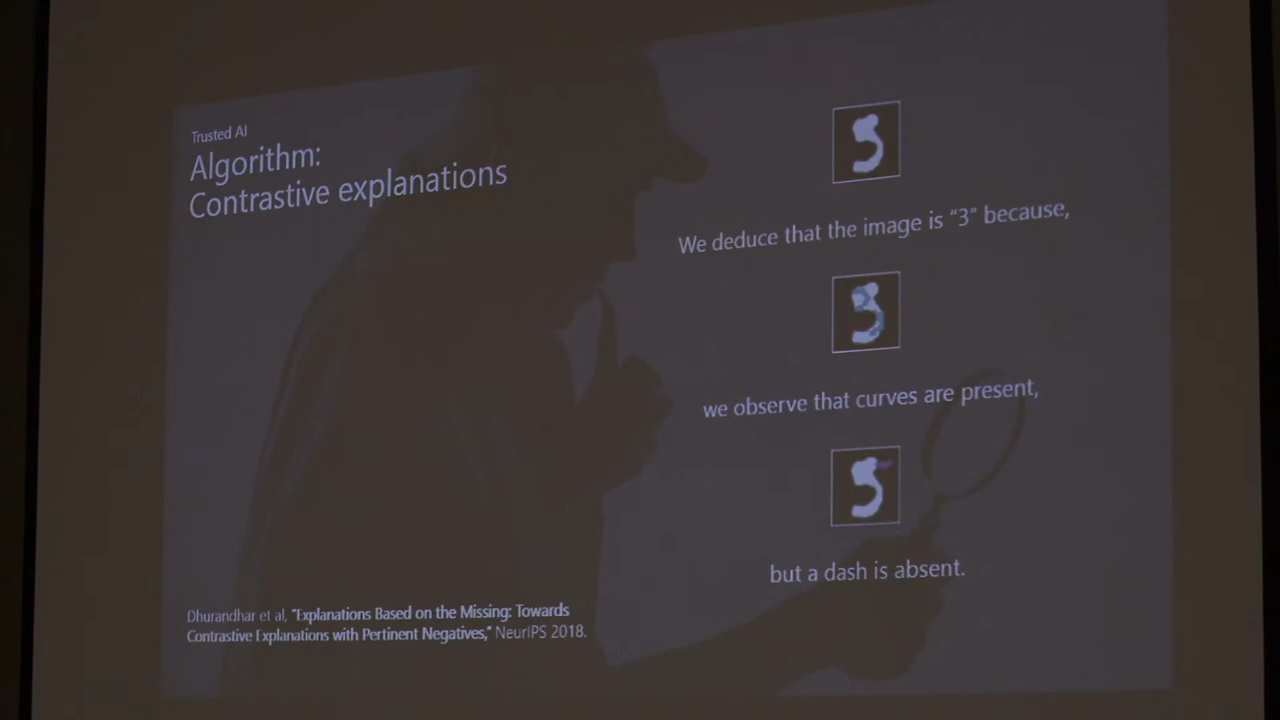 Trusted AI
Algorithm:
Contrastive explanations
We deduce that the image is “3” because,
we observe that curves are present,
but a dash is absent.
Dhurandhar et al, “Explanations Based on the Missing: Towards
Contrastive Explanations with Pertinent Negatives,” NeurIPS 2018.